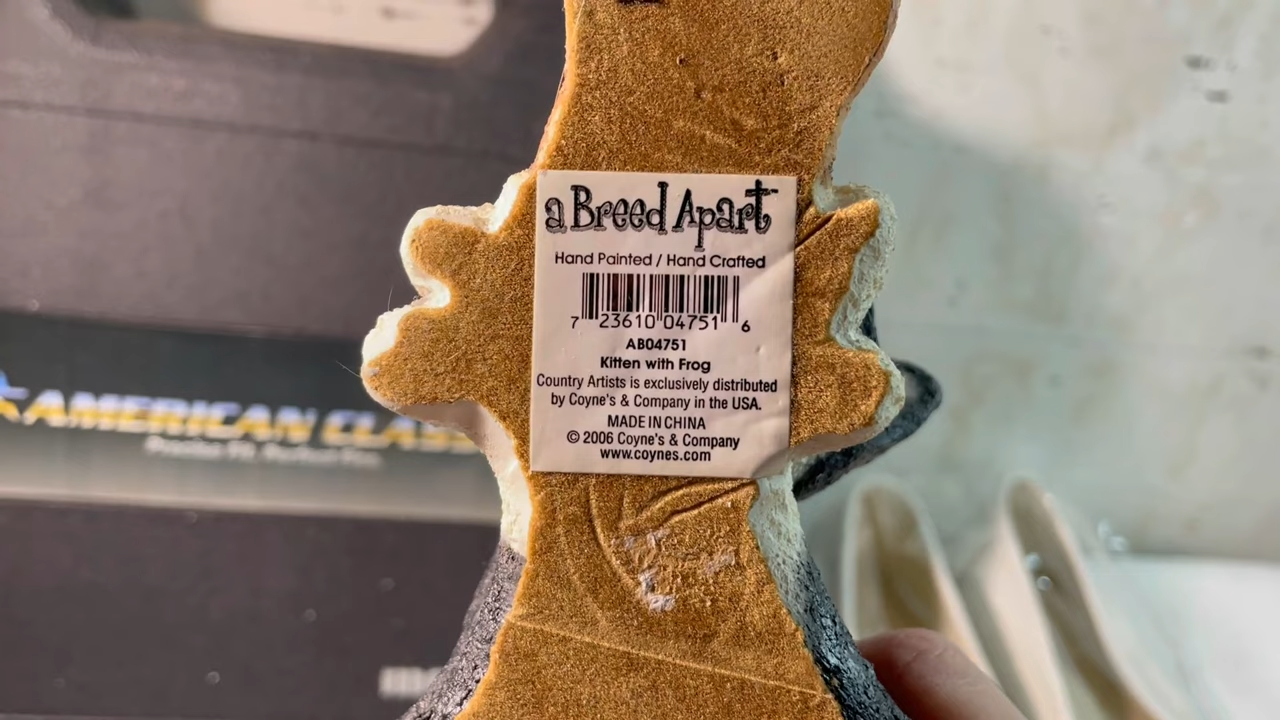 a Breed Apart
Hand Painted / Hand Crafted
7 23610 04751 6
AB04751
Kitten with Frog
Country Artists is exclusively distributed
by Coyne's & Company in the USA.
MADE IN CHINA
© 2006 Coyne's & Company
www.coynes.com
AMERICAN